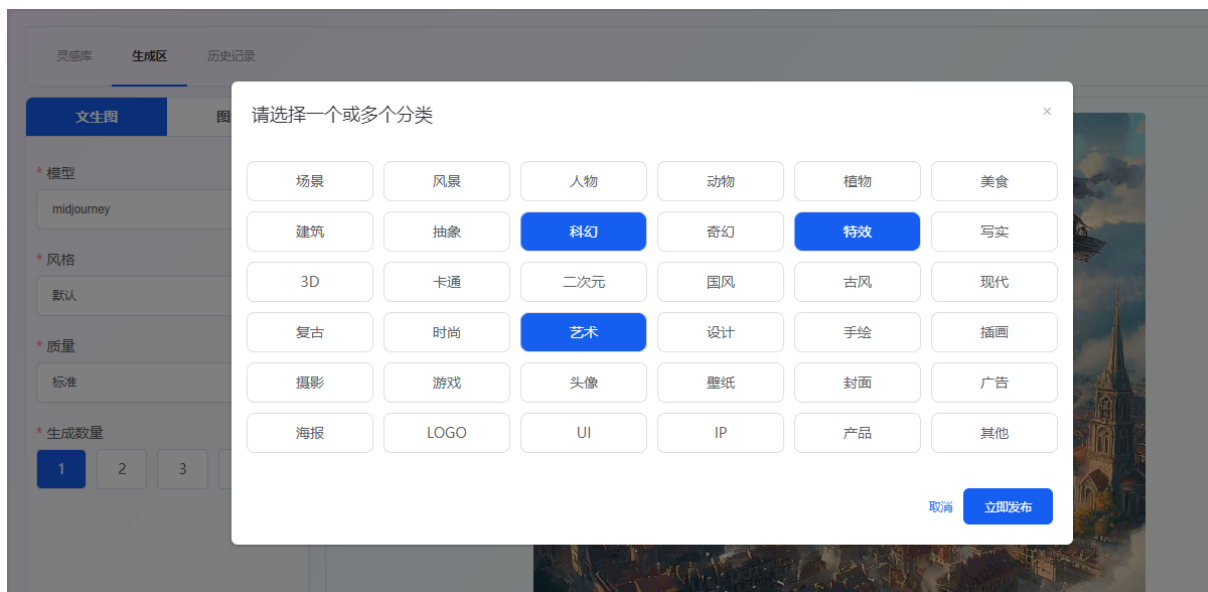 灵感库 生成区 历史记录
文生图 图
请选择一个或多个分类 ×
* 模型
midjourney
* 风格
默认
* 质量
标准
* 生成数量
1 2 3
场景 风景 人物 动物 植物 美食
建筑 抽象 科幻 奇幻 特效 写实
3D 卡通 二次元 国风 古风 现代
复古 时尚 艺术 设计 手绘 插画
摄影 游戏 头像 壁纸 封面 广告
海报 LOGO UI IP 产品 其他
取消 立即发布